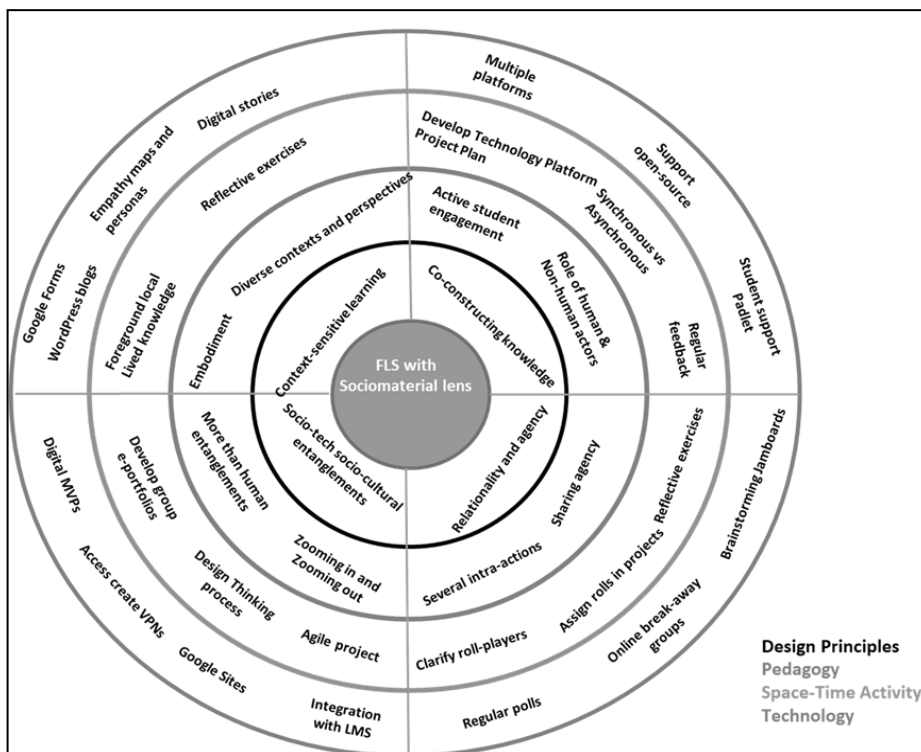 Multiple
platforms
Support
open-source
Student support
Padlet
Digital stories
Empathy maps and
personas
Google Forms
WordPress blogs
Develop Technology Platform
Project Plan
Synchronous vs
Asynchronous
Regular
feedback
Reflective exercises
Foreground local
Lived knowledge
Active student
engagement
Role of human &
Non-human actors
Diverse contexts and perspectives
Embodiment
Context-sensitive learning
Co-constructing knowledge
FLS with
Sociomaterial lens
Socio-tech socio-cultural
entanglements
Relationality and agency
More than human
entanglements
Zooming in and
Zooming out
Sharing agency
Several intra-actions
Develop group
e-portfolios
Design Thinking
process
Agile project
Reflective exercises
Assign rolls in projects
Clarify roll-players
Digital MVPs
Access create VPNs
Google Sites
Integration
with LMS
Brainstorming Jamboards
Online break-away
groups
Regular polls
Design Principles
Pedagogy
Space-Time Activity
Technology